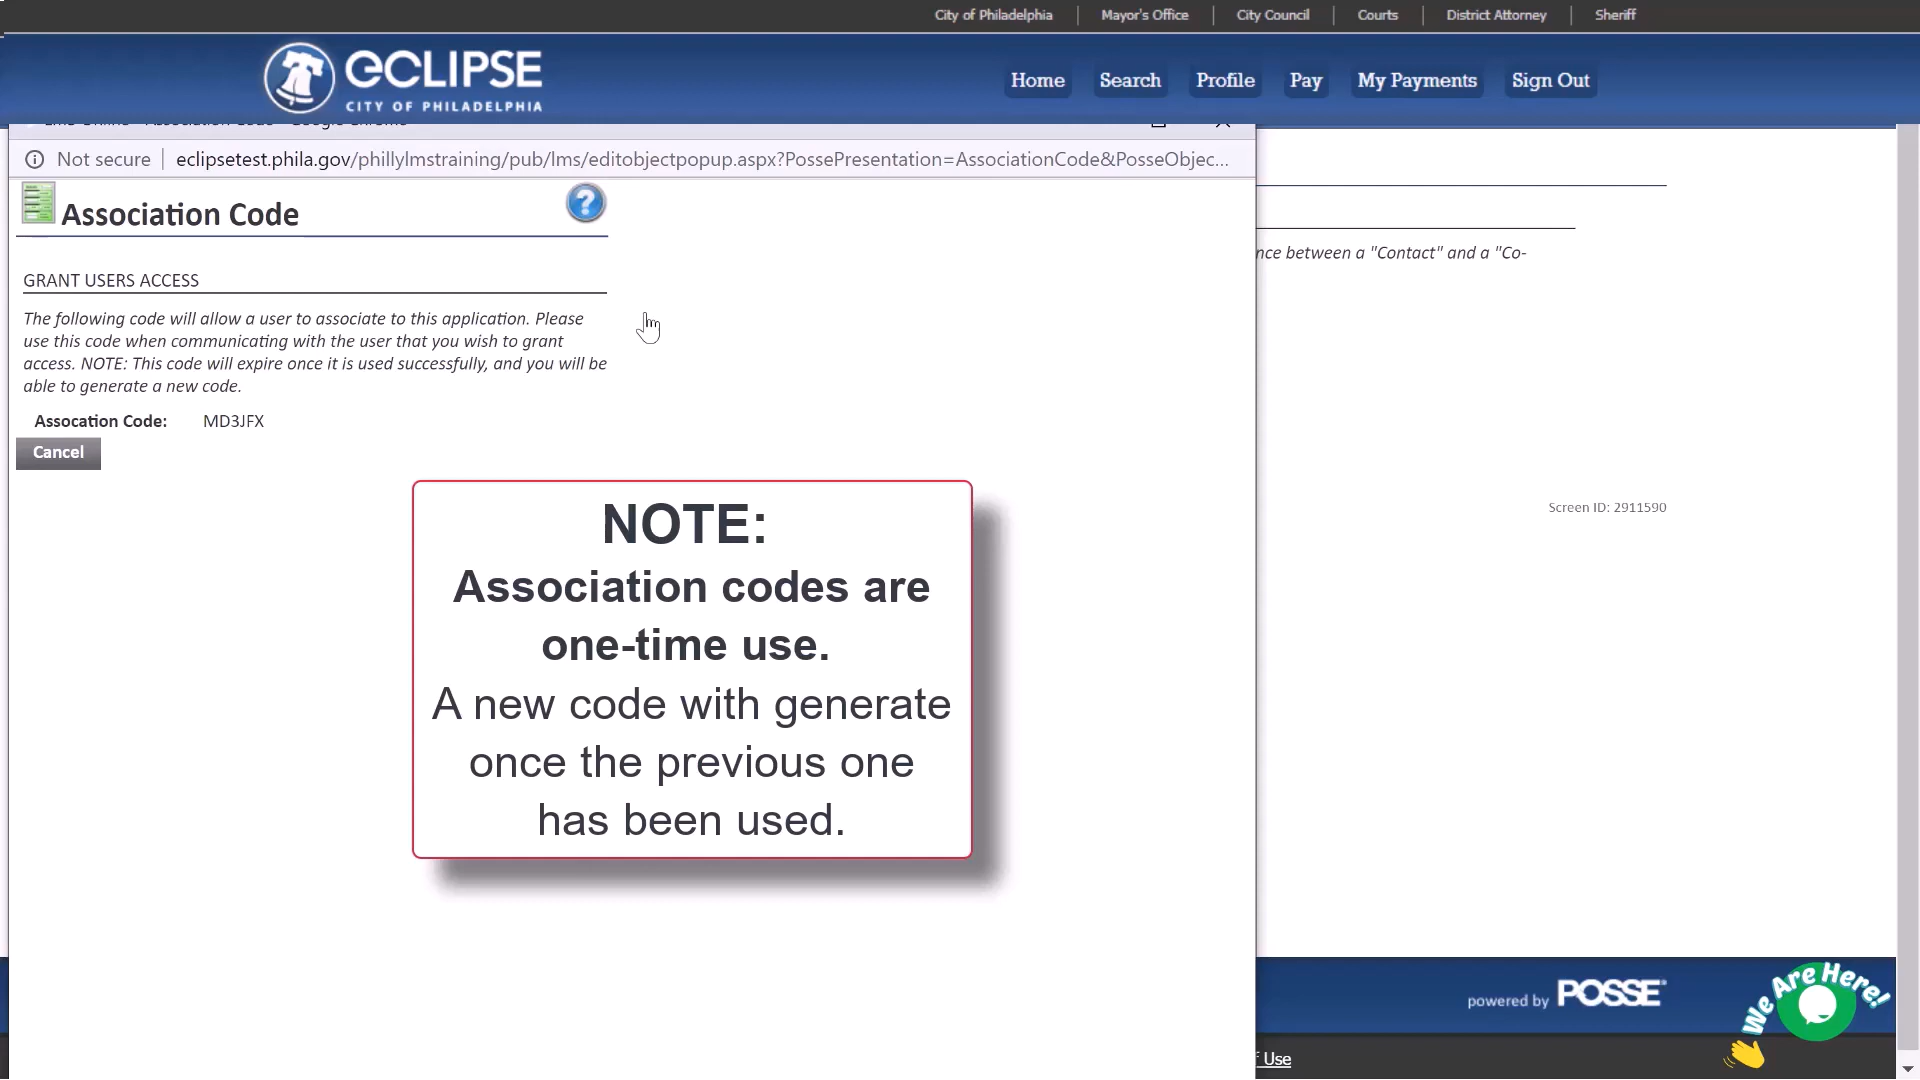 City of Philadelphia
Mayor's Office
City Council
Courts
District Attorney
Sheriff
eCLIPSE
CITY OF PHILADELPHIA
Home
Search
Profile
Pay
My Payments
Sign Out
Not secure
eclipsetest.phila.gov/phillylmstraining/pub/lms/editobjectpopup.aspx?PossePresentation=AssociationCode&PosseObjec...
Association Code
GRANT USERS ACCESS
The following code will allow a user to associate to this application. Please
use this code when communicating with the user that you wish to grant
access. NOTE: This code will expire once it is used successfully, and you will be
able to generate a new code.
Assocation Code: MD3JFX
Cancel
nce between a "Contact" and a "Co-
Screen ID: 2911590
NOTE:
Association codes are
one-time use.
A new code with generate
once the previous one
has been used.
powered by POSSE
We Are Here!
Use